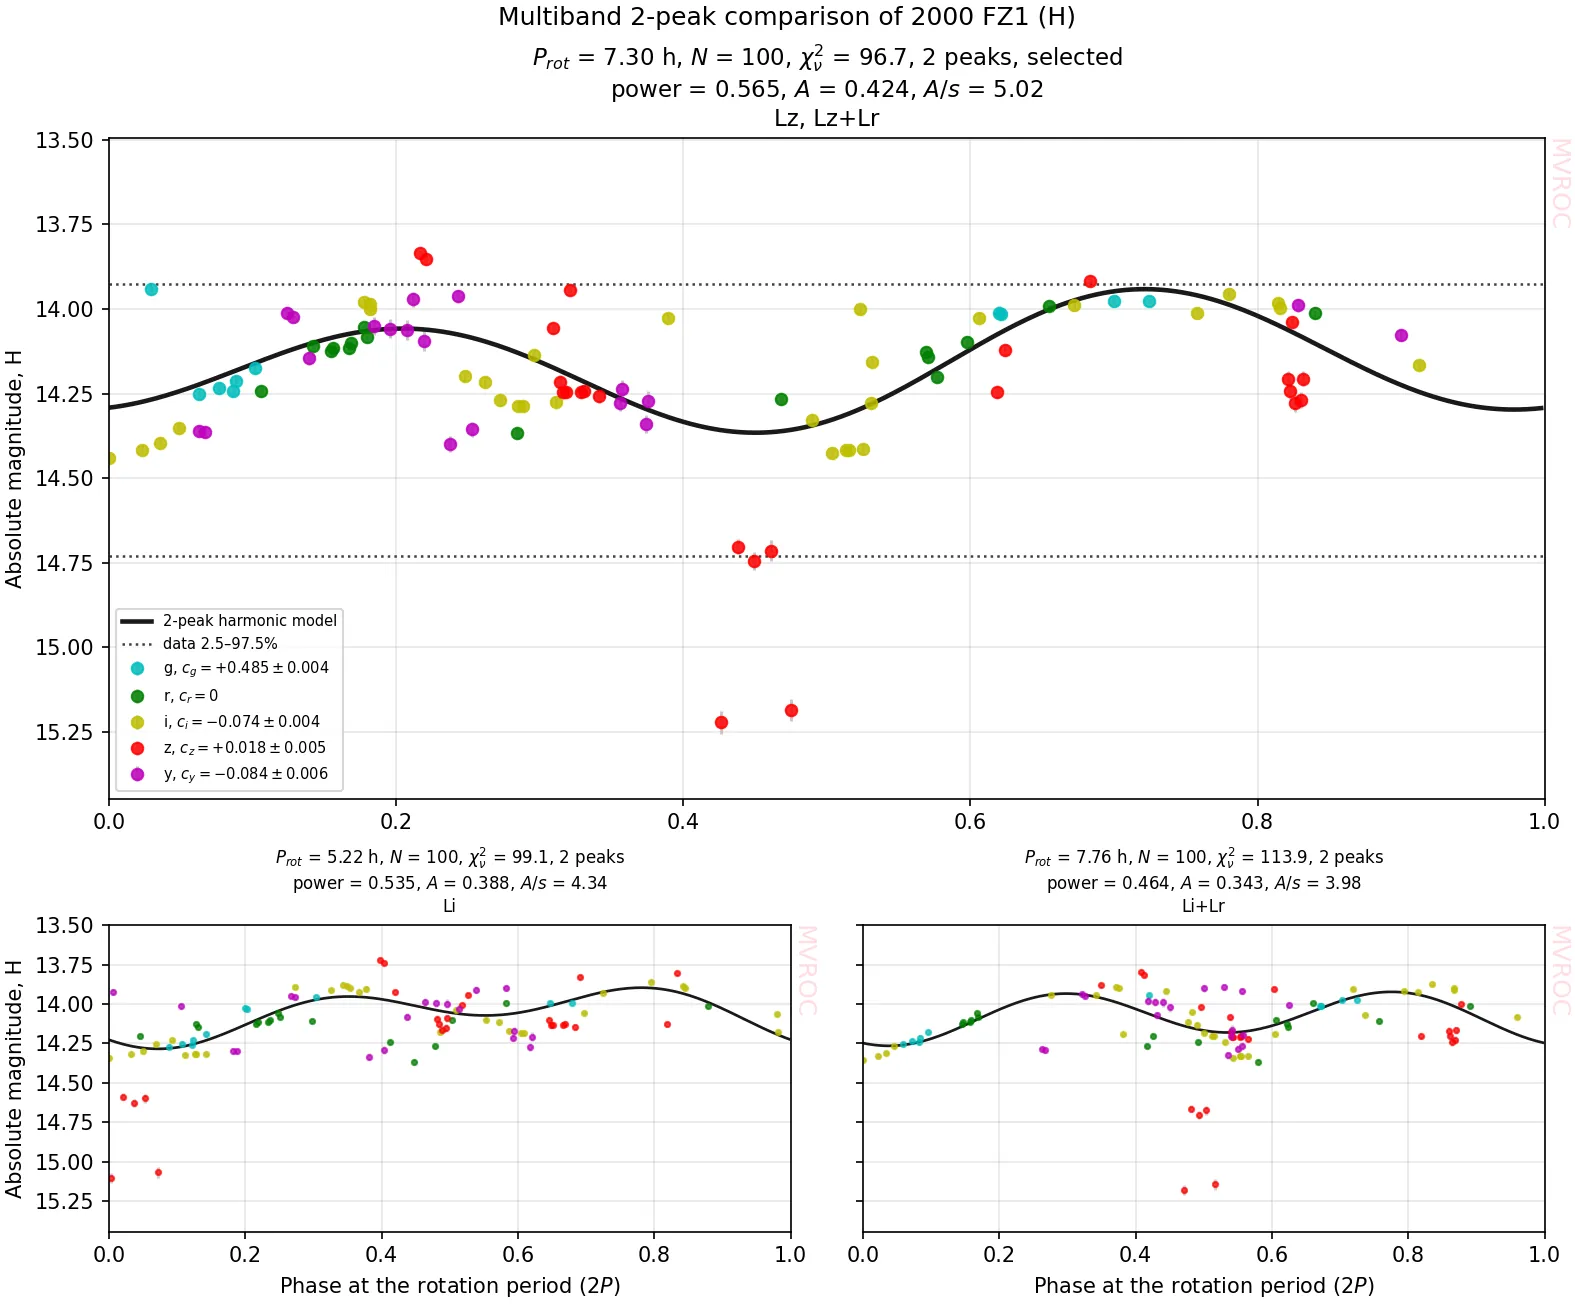 Multiband 2-peak comparison of 2000 FZ1 (H)
P_rot = 7.30 h, N = 100, χ²_ν = 96.7, 2 peaks, selected
power = 0.565, A = 0.424, A/s = 5.02
Lz, Lz+Lr
13.50
13.75
14.00
14.25
14.50
14.75
15.00
15.25
Absolute magnitude, H
2-peak harmonic model
data 2.5–97.5%
g, c_g = +0.485 ± 0.004
r, c_r = 0
i, c_i = −0.074 ± 0.004
z, c_z = +0.018 ± 0.005
y, c_y = −0.084 ± 0.006
0.0 0.2 0.4 0.6 0.8 1.0
MVROC
P_rot = 5.22 h, N = 100, χ²_ν = 99.1, 2 peaks
power = 0.535, A = 0.388, A/s = 4.34
Li
13.50
13.75
14.00
14.25
14.50
14.75
15.00
15.25
Absolute magnitude, H
0.0 0.2 0.4 0.6 0.8 1.0
Phase at the rotation period (2P)
MVROC
P_rot = 7.76 h, N = 100, χ²_ν = 113.9, 2 peaks
power = 0.464, A = 0.343, A/s = 3.98
Li+Lr
0.0 0.2 0.4 0.6 0.8 1.0
Phase at the rotation period (2P)
MVROC